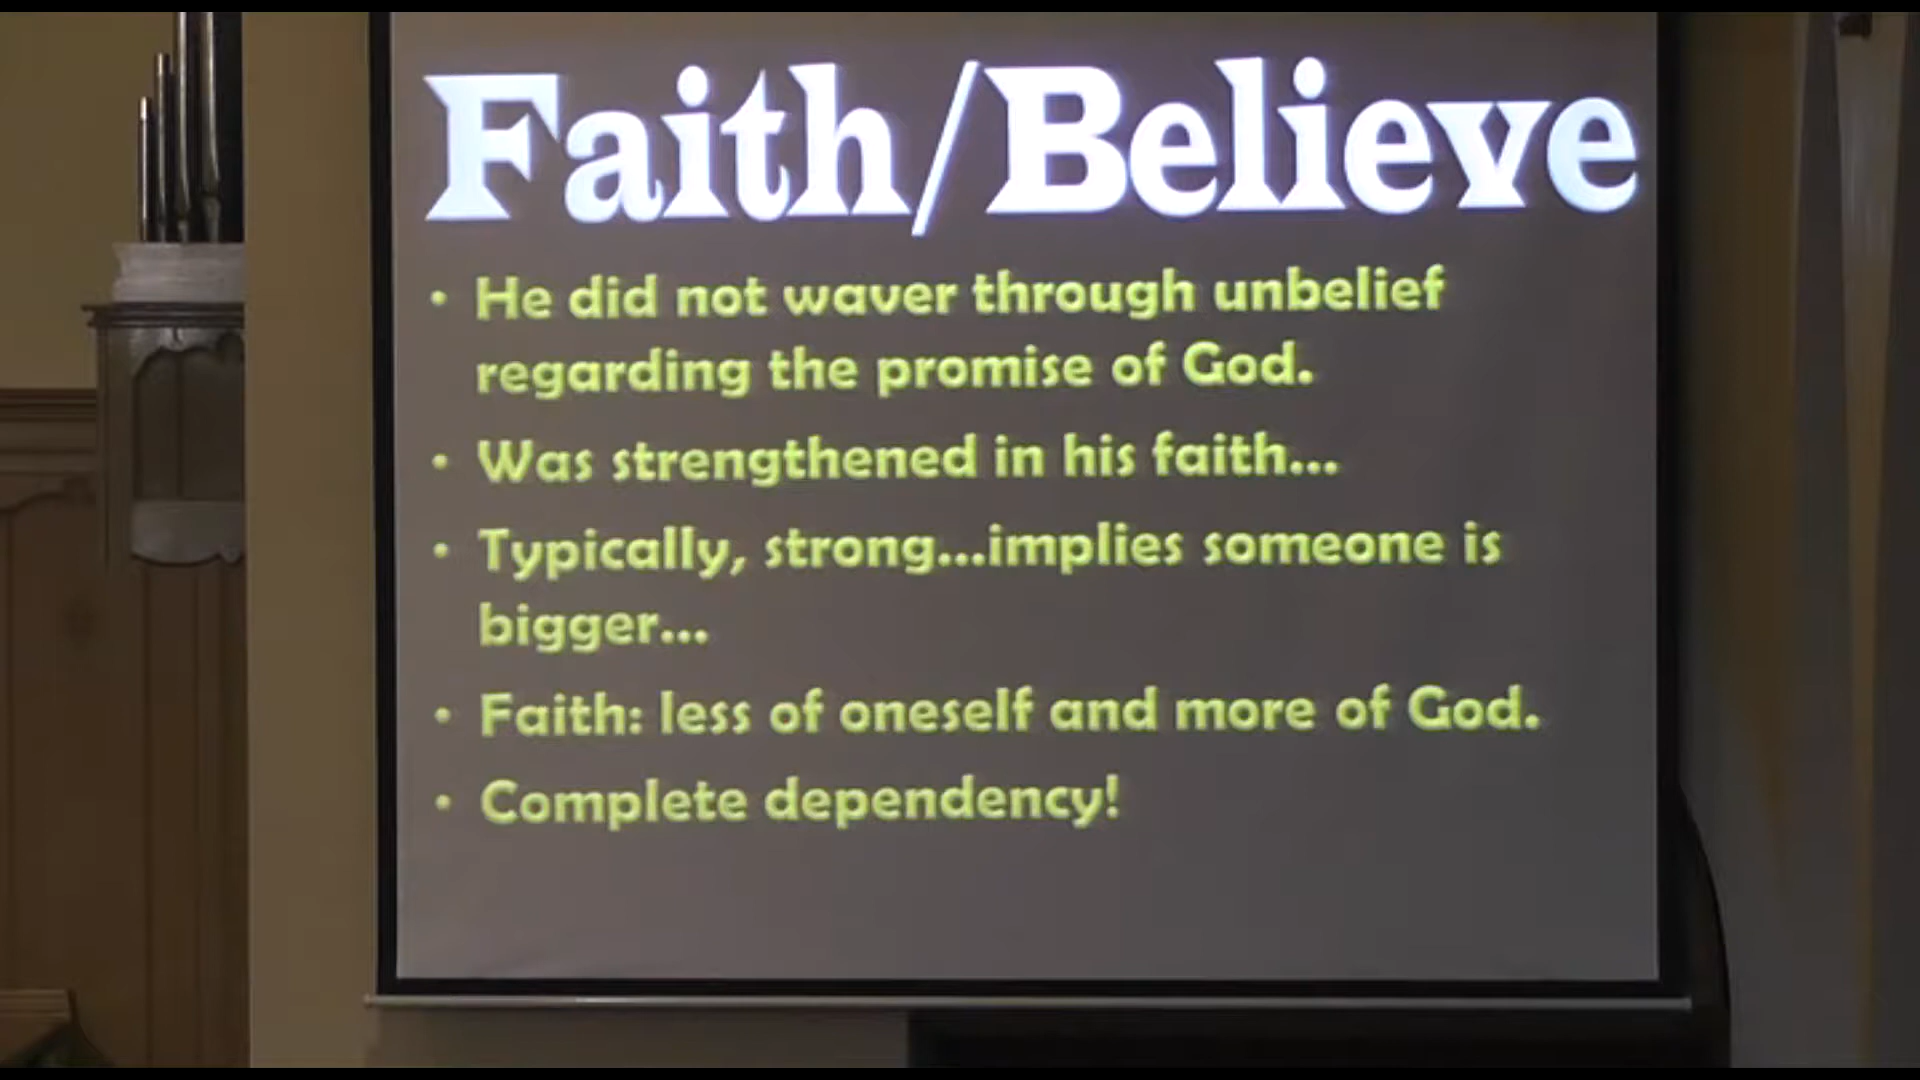 Faith/Believe
• He did not waver through unbelief
regarding the promise of God.
• Was strengthened in his faith...
• Typically, strong...implies someone is
bigger...
• Faith: less of oneself and more of God.
• Complete dependency!